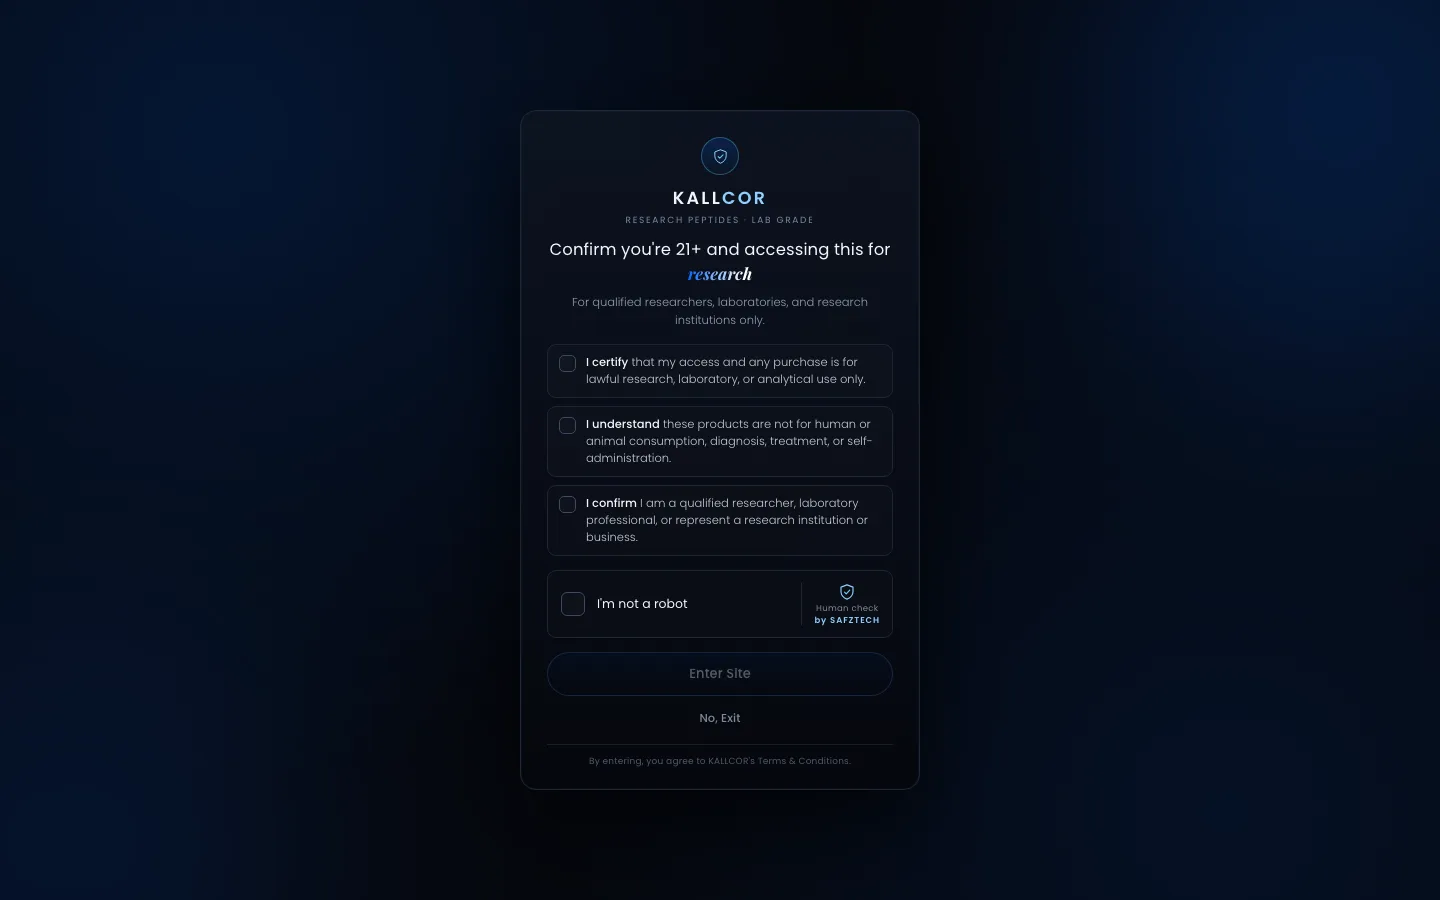 KALLCOR
RESEARCH PEPTIDES · LAB GRADE
Confirm you're 21+ and accessing this for
research
For qualified researchers, laboratories, and research
institutions only.
I certify that my access and any purchase is for
lawful research, laboratory, or analytical use only.
I understand these products are not for human or
animal consumption, diagnosis, treatment, or self-
administration.
I confirm I am a qualified researcher, laboratory
professional, or represent a research institution or
business.
I'm not a robot
Human check
by SAFZTECH
Enter Site
No, Exit
By entering, you agree to KALLCOR's Terms & Conditions.